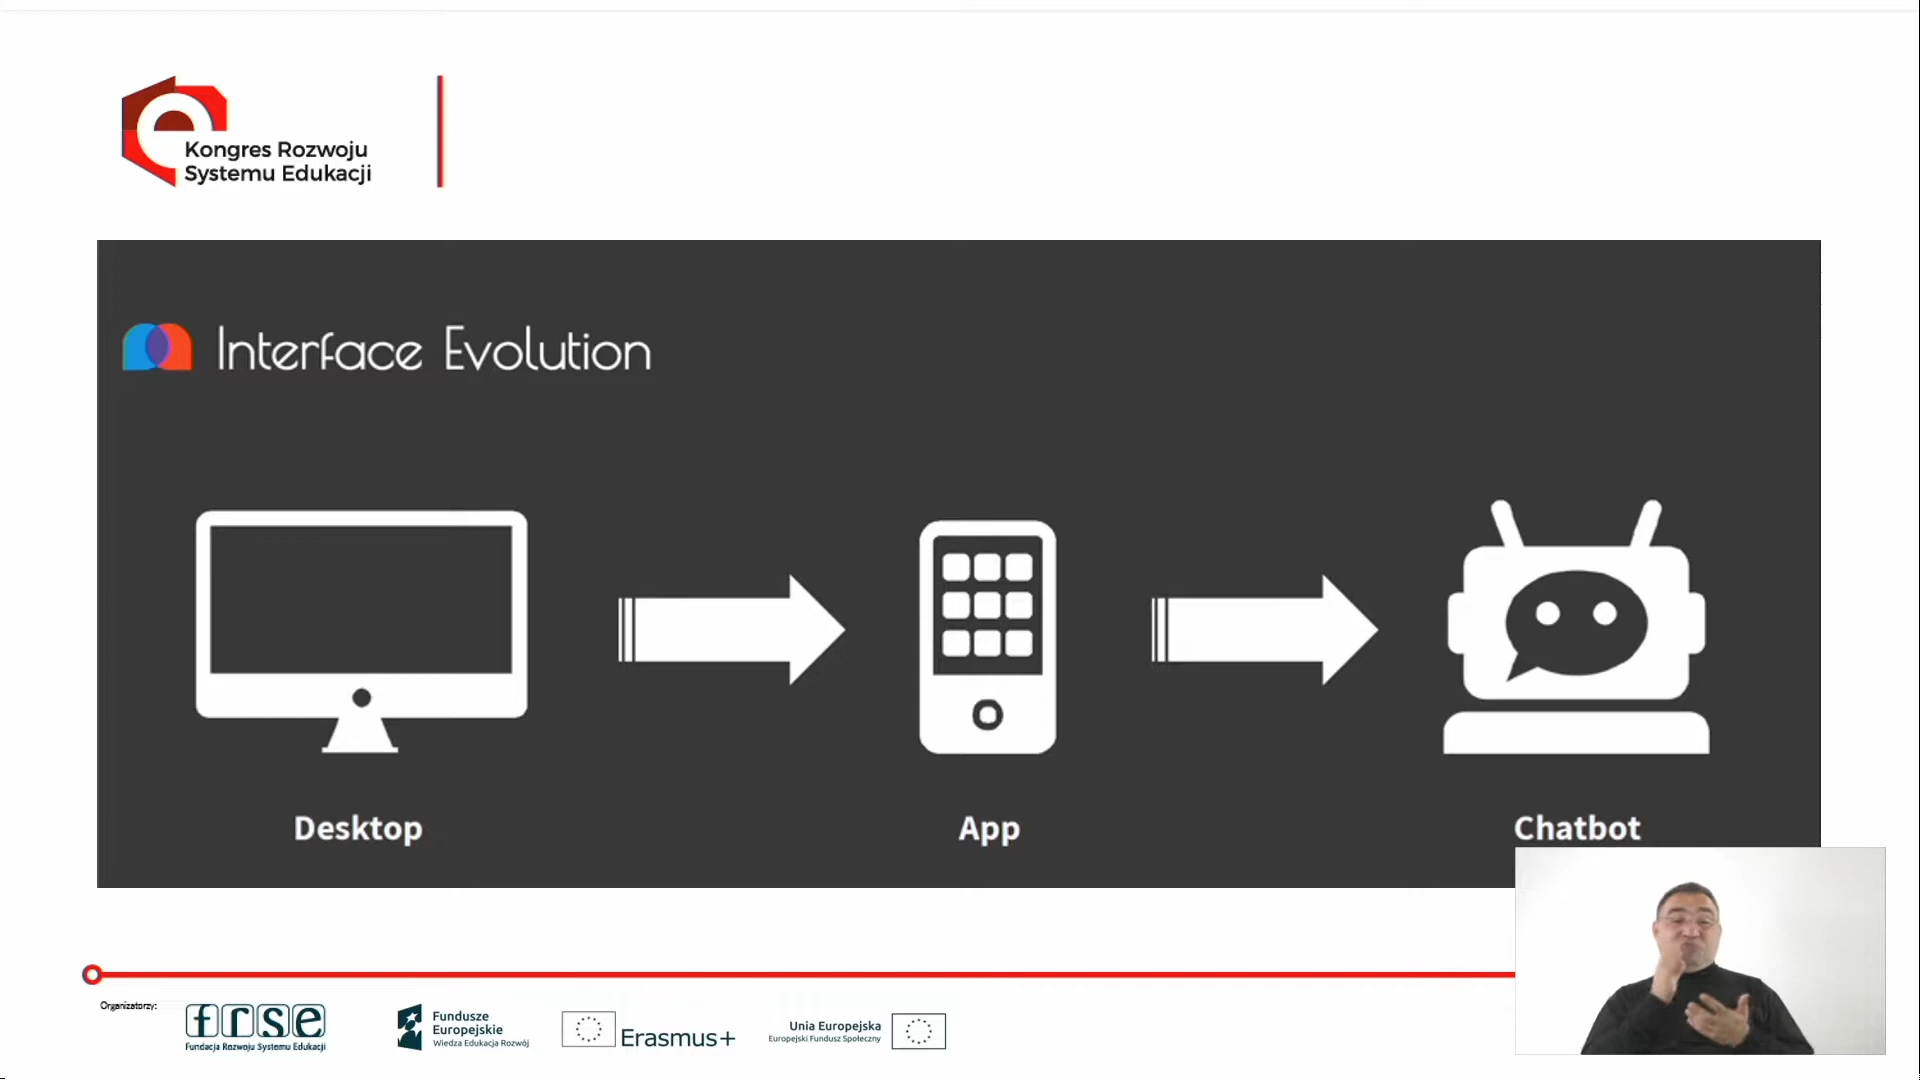 Kongres Rozwoju
Systemu Edukacji
Interface Evolution
Desktop
App
Chatbot
Organizatorzy:
frse
Fundacja Rozwoju Systemu Edukacji
Fundusze
Europejskie
Wiedza Edukacja Rozwój
Erasmus+
Unia Europejska
Europejski Fundusz Społeczny